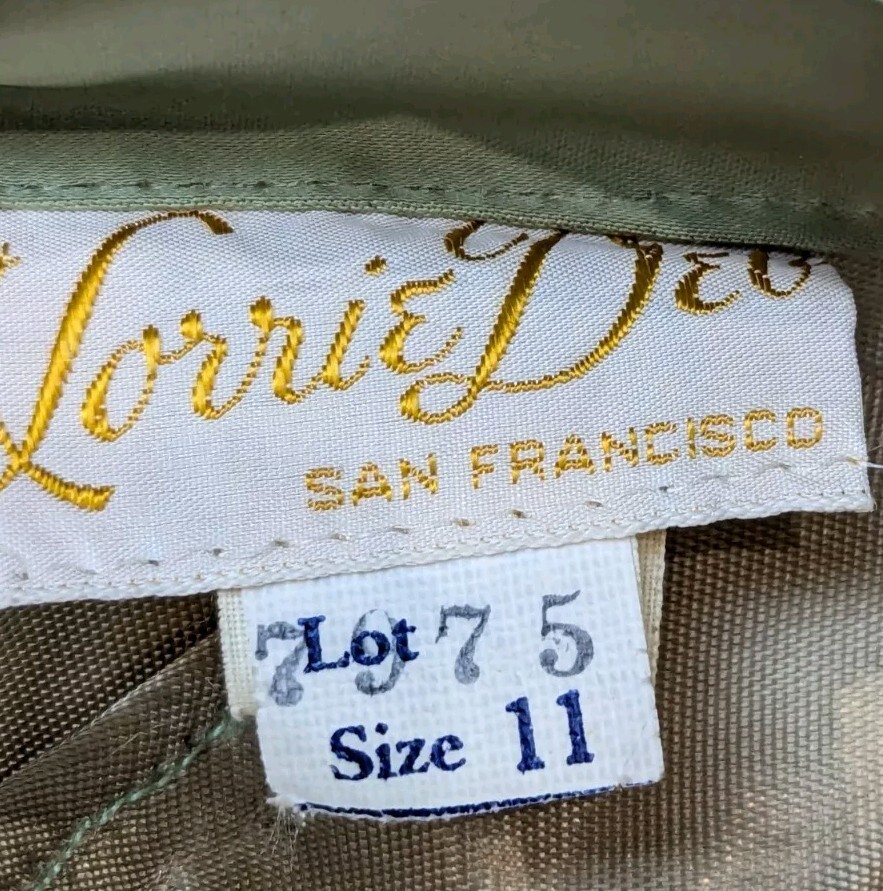 Lorrie Deb
SAN FRANCISCO
Lot 7975
Size 11